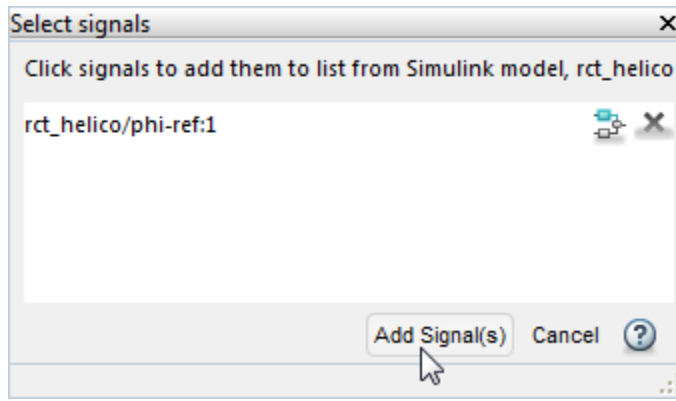 Select signals
Click signals to add them to list from Simulink model, rct_helico
rct_helico/phi-ref:1
Add Signal(s) Cancel ?